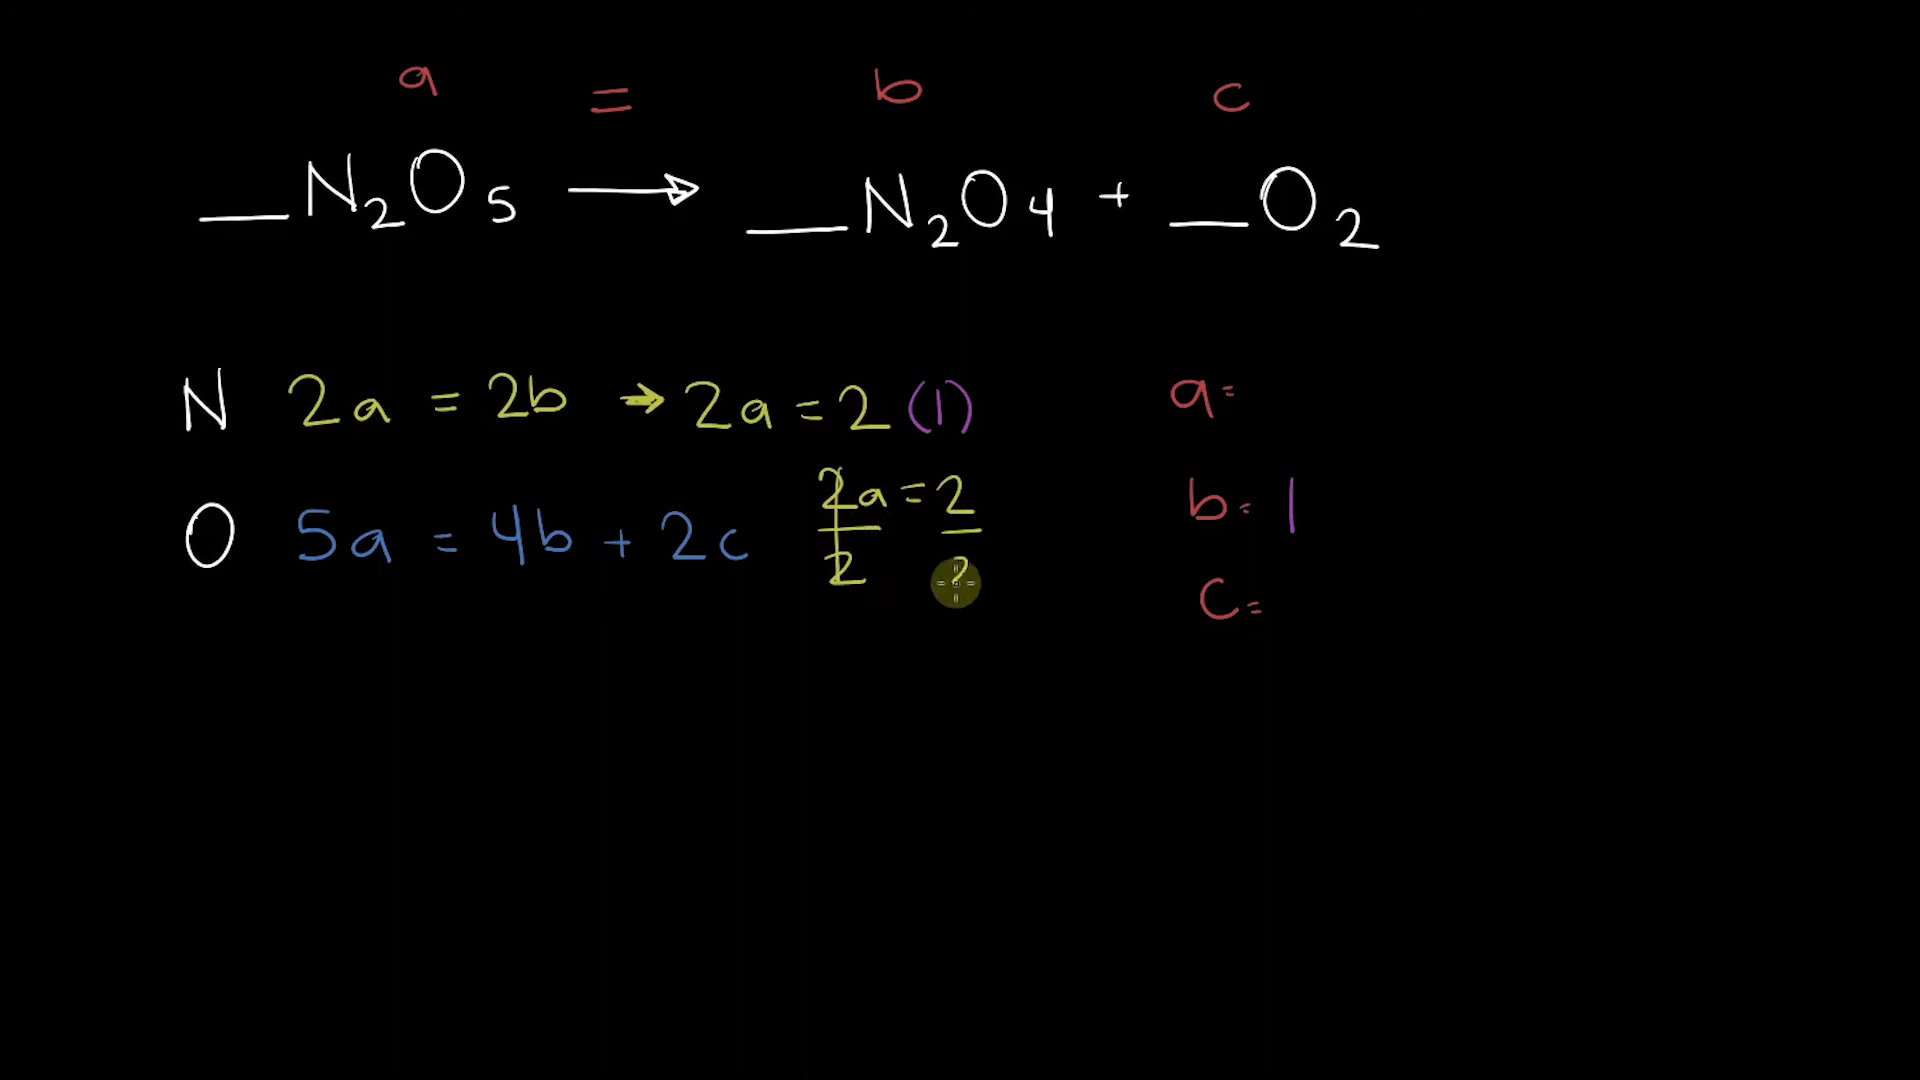 a = b c
__N₂O₅ → __N₂O₄ + __O₂
N 2a = 2b → 2a = 2 (1)
2a = 2
2 2
O 5a = 4b + 2c
a =
b = 1
c =